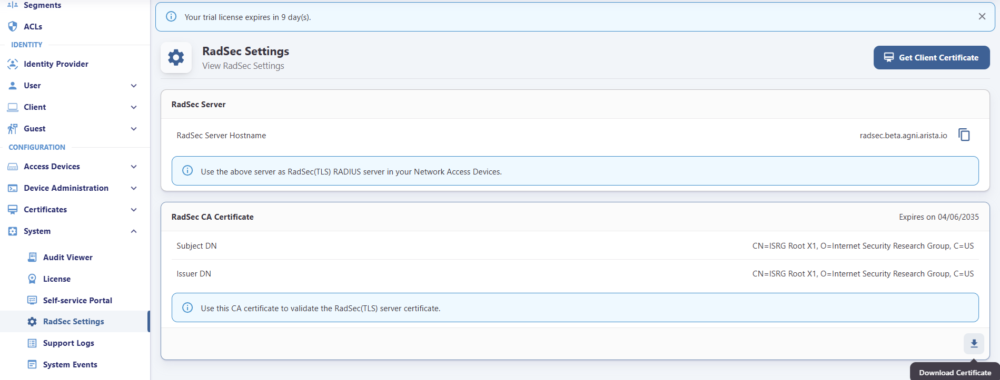 Segments
ACLs
IDENTITY
Identity Provider
User
Client
Guest
CONFIGURATION
Access Devices
Device Administration
Certificates
System
Audit Viewer
License
Self-service Portal
RadSec Settings
Support Logs
System Events
Your trial license expires in 9 day(s).
RadSec Settings
View RadSec Settings
Get Client Certificate
RadSec Server
RadSec Server Hostname
radsec.beta.agni.arista.io
Use the above server as RadSec(TLS) RADIUS server in your Network Access Devices.
RadSec CA Certificate
Expires on 04/06/2035
Subject DN
CN=ISRG Root X1, O=Internet Security Research Group, C=US
Issuer DN
CN=ISRG Root X1, O=Internet Security Research Group, C=US
Use this CA certificate to validate the RadSec(TLS) server certificate.
Download Certificate